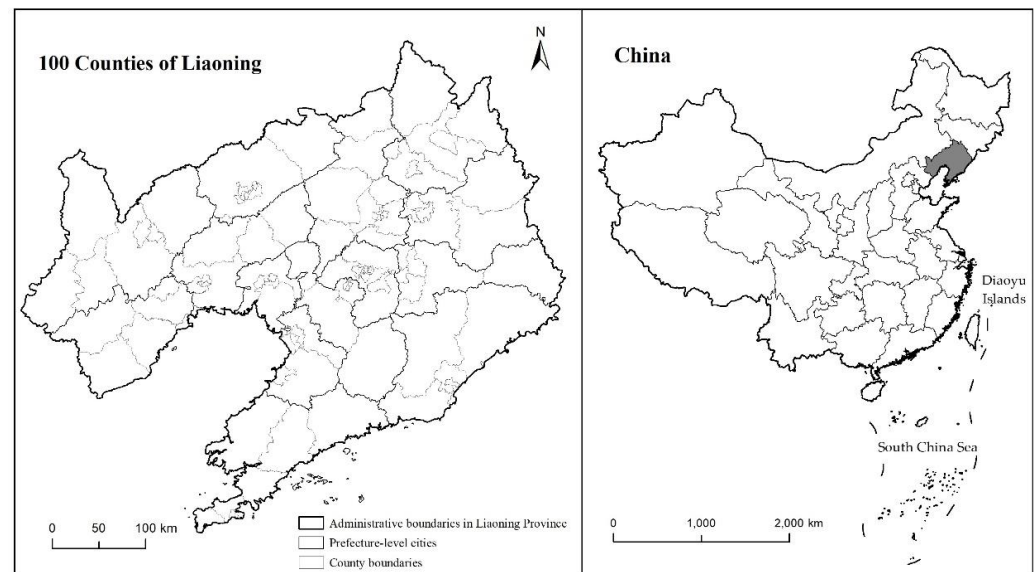 100 Counties of Liaoning
N
0 50 100 km
Administrative boundaries in Liaoning Province
Prefecture-level cities
County boundaries
China
Diaoyu
Islands
South China Sea
0 1,000 2,000 km